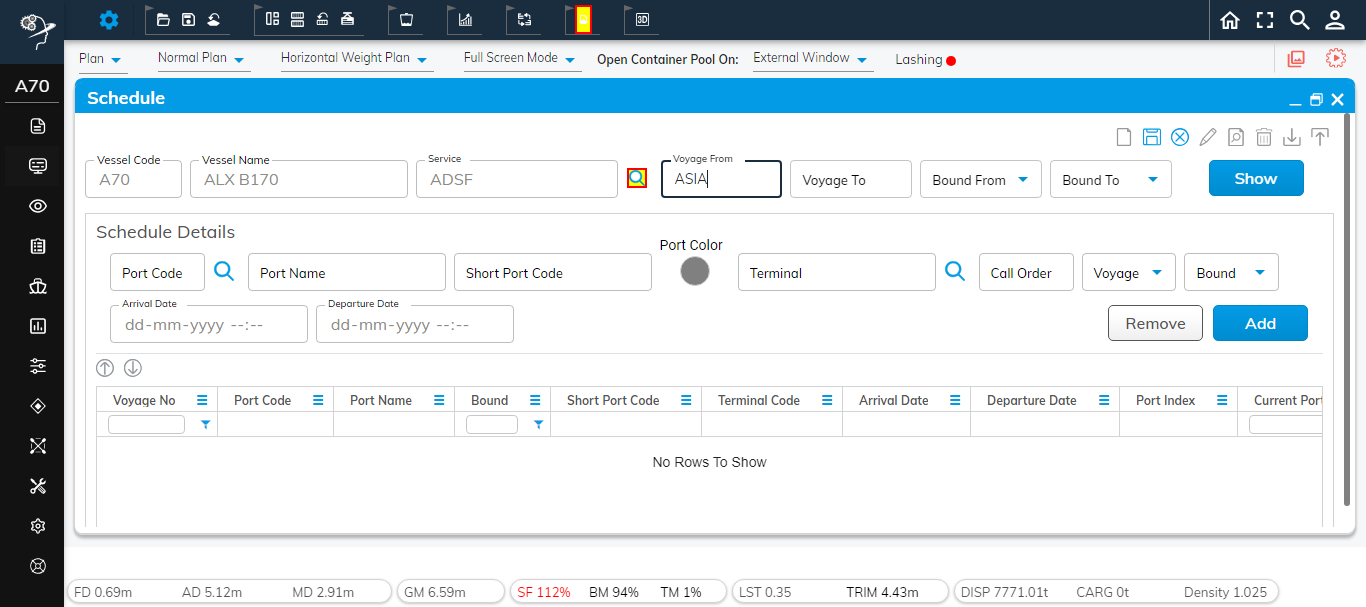 3D
Plan
Normal Plan
Horizontal Weight Plan
Full Screen Mode
Open Container Pool On:
External Window
Lashing
A70
Schedule
Vessel Code
A70
Vessel Name
ALX B170
Service
ADSF
Voyage From
ASIA
Voyage To
Bound From
Bound To
Show
Schedule Details
Port Code
Port Name
Short Port Code
Port Color
Terminal
Call Order
Voyage
Bound
Arrival Date
dd-mm-yyyy --:--
Departure Date
dd-mm-yyyy --:--
Remove
Add
Voyage No
Port Code
Port Name
Bound
Short Port Code
Terminal Code
Arrival Date
Departure Date
Port Index
Current Port
No Rows To Show
FD 0.69m
AD 5.12m
MD 2.91m
GM 6.59m
SF 112%
BM 94%
TM 1%
LST 0.35
TRIM 4.43m
DISP 7771.01t
CARG 0t
Density 1.025